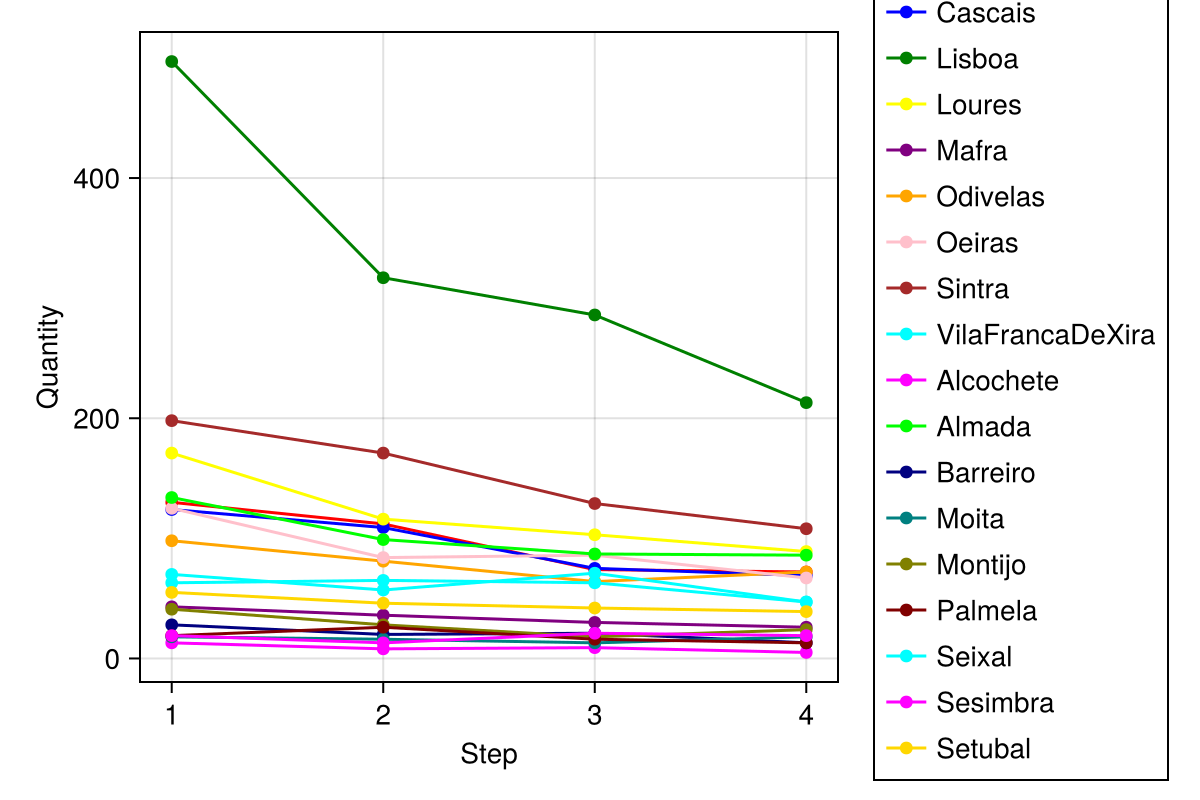 Cascais
Lisboa
Loures
Mafra
Odivelas
Oeiras
Sintra
VilaFrancaDeXira
Alcochete
Almada
Barreiro
Moita
Montijo
Palmela
Seixal
Sesimbra
Setubal
400
200
0
Quantity
1 2 3 4
Step